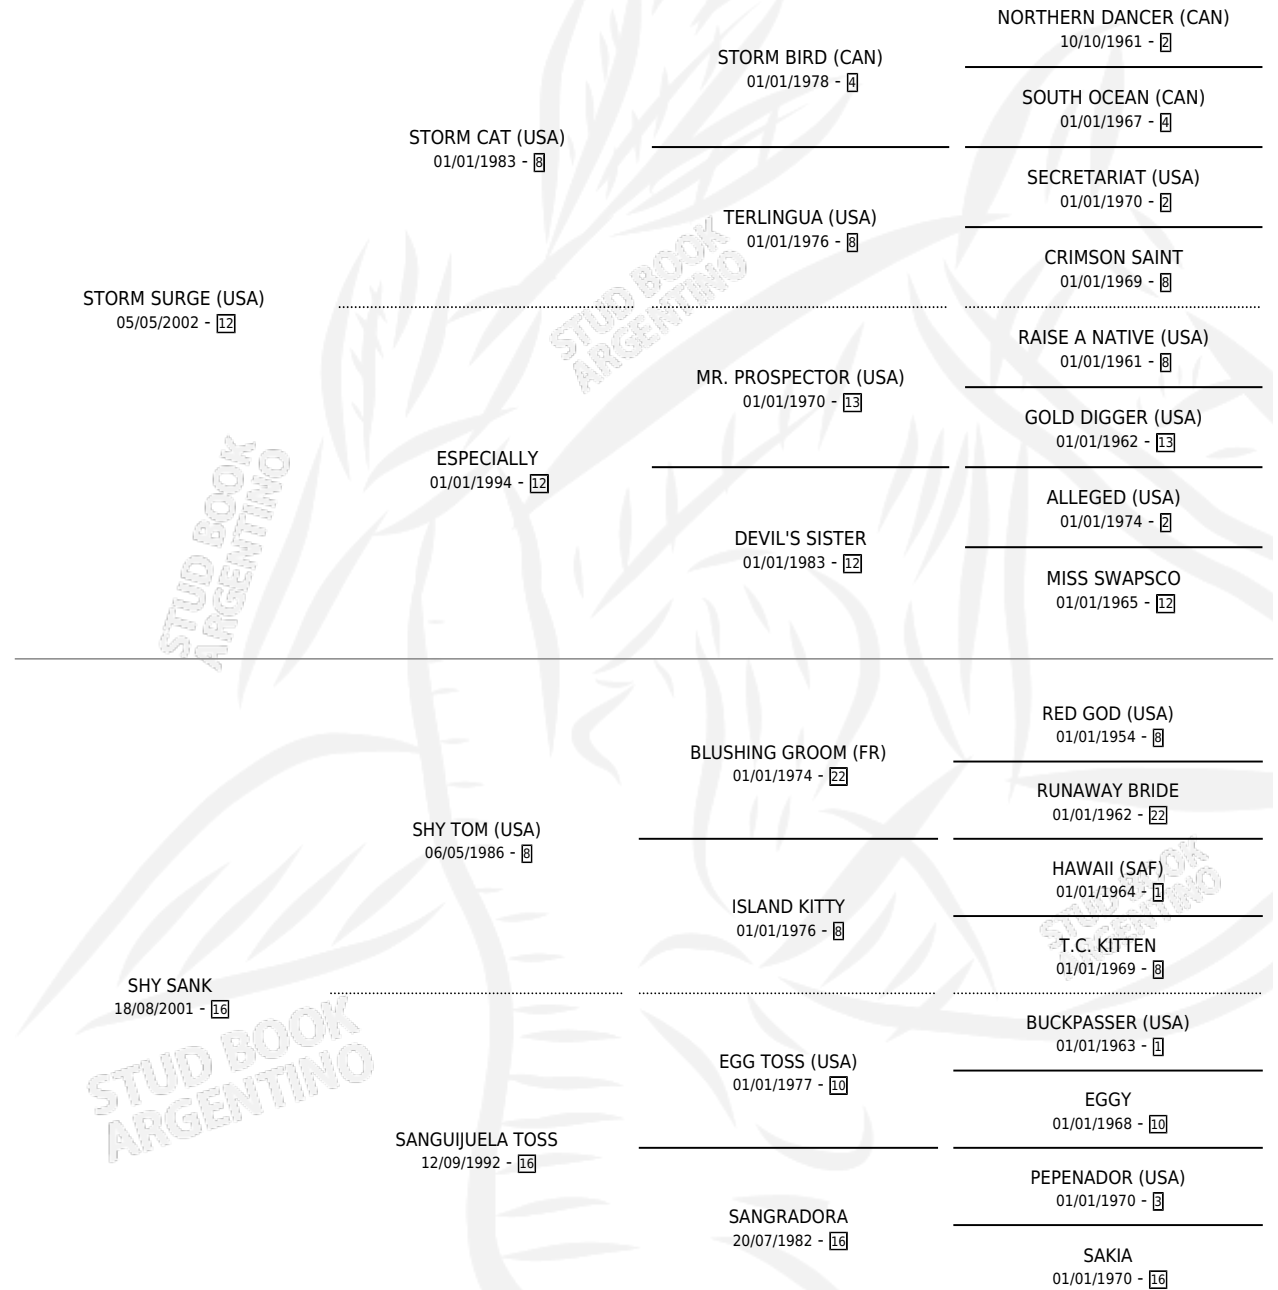 NORTHERN DANCER (CAN)
10/10/1961 - 2
STORM BIRD (CAN)
01/01/1978 - 4
SOUTH OCEAN (CAN)
01/01/1967 - 4
STORM CAT (USA)
01/01/1983 - 8
SECRETARIAT (USA)
01/01/1970 - 2
TERLINGUA (USA)
01/01/1976 - 8
CRIMSON SAINT
01/01/1969 - 8
STORM SURGE (USA)
05/05/2002 - 12
RAISE A NATIVE (USA)
01/01/1961 - 8
MR. PROSPECTOR (USA)
01/01/1970 - 13
GOLD DIGGER (USA)
01/01/1962 - 13
ESPECIALLY
01/01/1994 - 12
ALLEGED (USA)
01/01/1974 - 2
DEVIL'S SISTER
01/01/1983 - 12
MISS SWAPSCO
01/01/1965 - 12
RED GOD (USA)
01/01/1954 - 8
BLUSHING GROOM (FR)
01/01/1974 - 22
RUNAWAY BRIDE
01/01/1962 - 22
SHY TOM (USA)
06/05/1986 - 8
HAWAII (SAF)
01/01/1964 - 1
ISLAND KITTY
01/01/1976 - 8
T.C. KITTEN
01/01/1969 - 8
SHY SANK
18/08/2001 - 16
BUCKPASSER (USA)
01/01/1963 - 1
EGG TOSS (USA)
01/01/1977 - 10
EGGY
01/01/1968 - 10
SANGUIJUELA TOSS
12/09/1992 - 16
PEPENADOR (USA)
01/01/1970 - 3
SANGRADORA
20/07/1982 - 16
SAKIA
01/01/1970 - 16
STUD BOOK
ARGENTINO
STUD BOOK
ARGENTINO
STUD BOOK
ARGENTINO
STUD BOOK
ARGENTINO